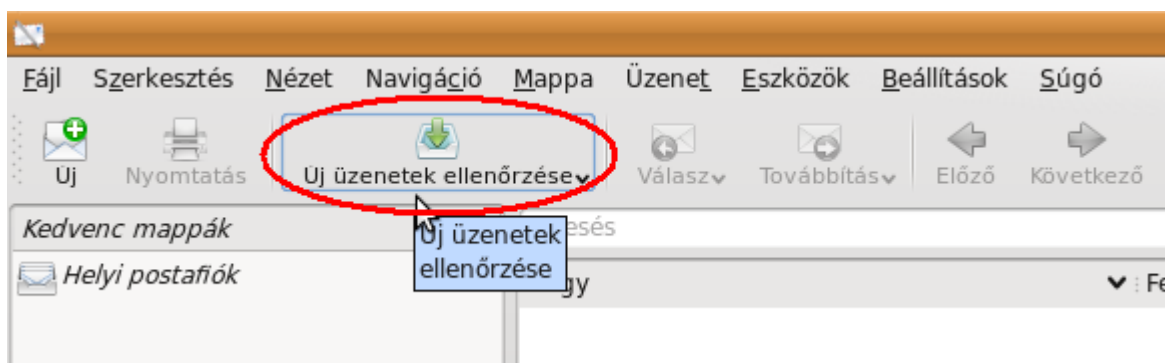 Fájl Szerkesztés Nézet Navigáció Mappa Üzenet Eszközök Beállítások Súgó
Új Nyomtatás Új üzenetek ellenőrzése Válasz Továbbítás Előző Következő
Kedvenc mappák
Helyi postafiók
Új üzenetek
ellenőrzése